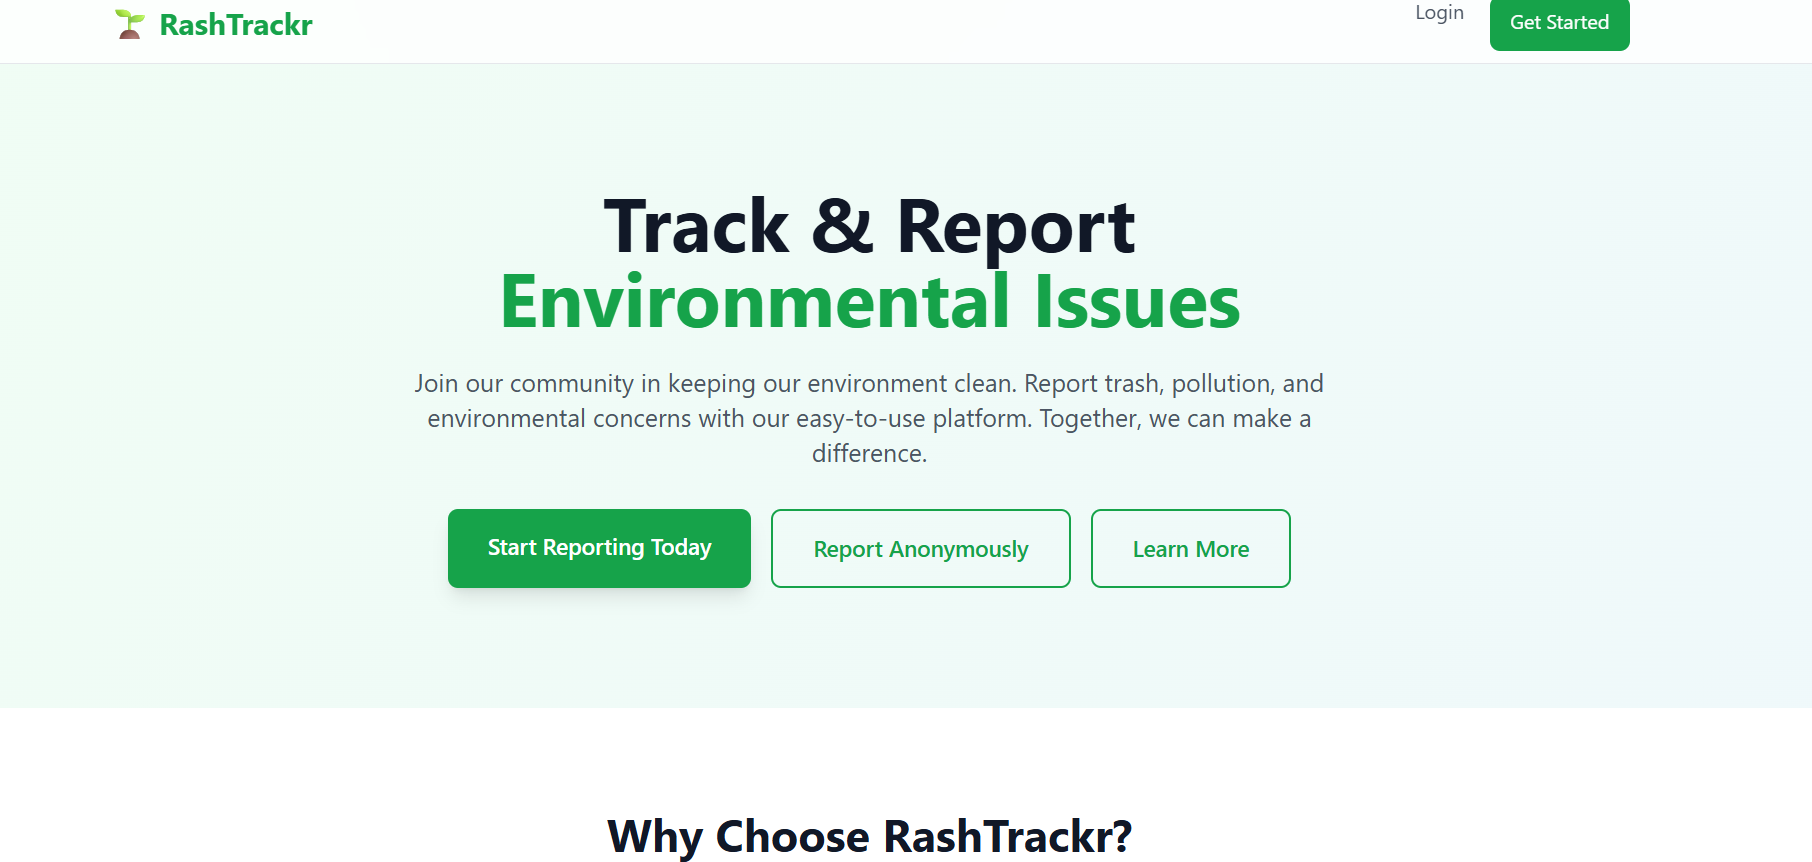 RashTrackr
Login
Get Started
Track & Report
Environmental Issues
Join our community in keeping our environment clean. Report trash, pollution, and
environmental concerns with our easy-to-use platform. Together, we can make a
difference.
Start Reporting Today
Report Anonymously
Learn More
Why Choose RashTrackr?